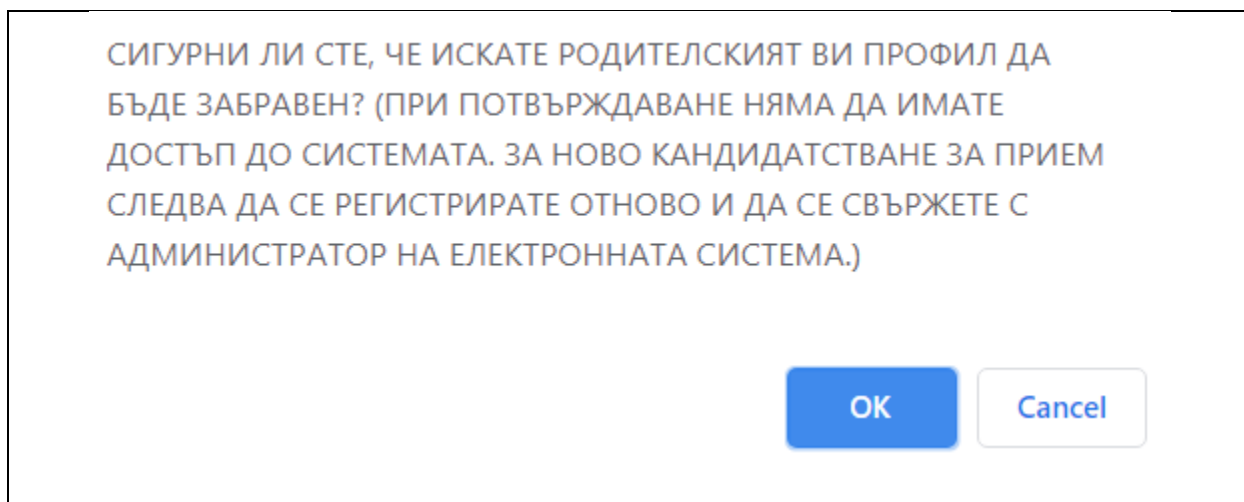 СИГУРНИ ЛИ СТЕ, ЧЕ ИСКАТЕ РОДИТЕЛСКИЯТ ВИ ПРОФИЛ ДА
БЪДЕ ЗАБРАВЕН? (ПРИ ПОТВЪРЖДАВАНЕ НЯМА ДА ИМАТЕ
ДОСТЪП ДО СИСТЕМАТА. ЗА НОВО КАНДИДАТСТВАНЕ ЗА ПРИЕМ
СЛЕДВА ДА СЕ РЕГИСТРИРАТЕ ОТНОВО И ДА СЕ СВЪРЖЕТЕ С
АДМИНИСТРАТОР НА ЕЛЕКТРОННАТА СИСТЕМА.)
OK Cancel